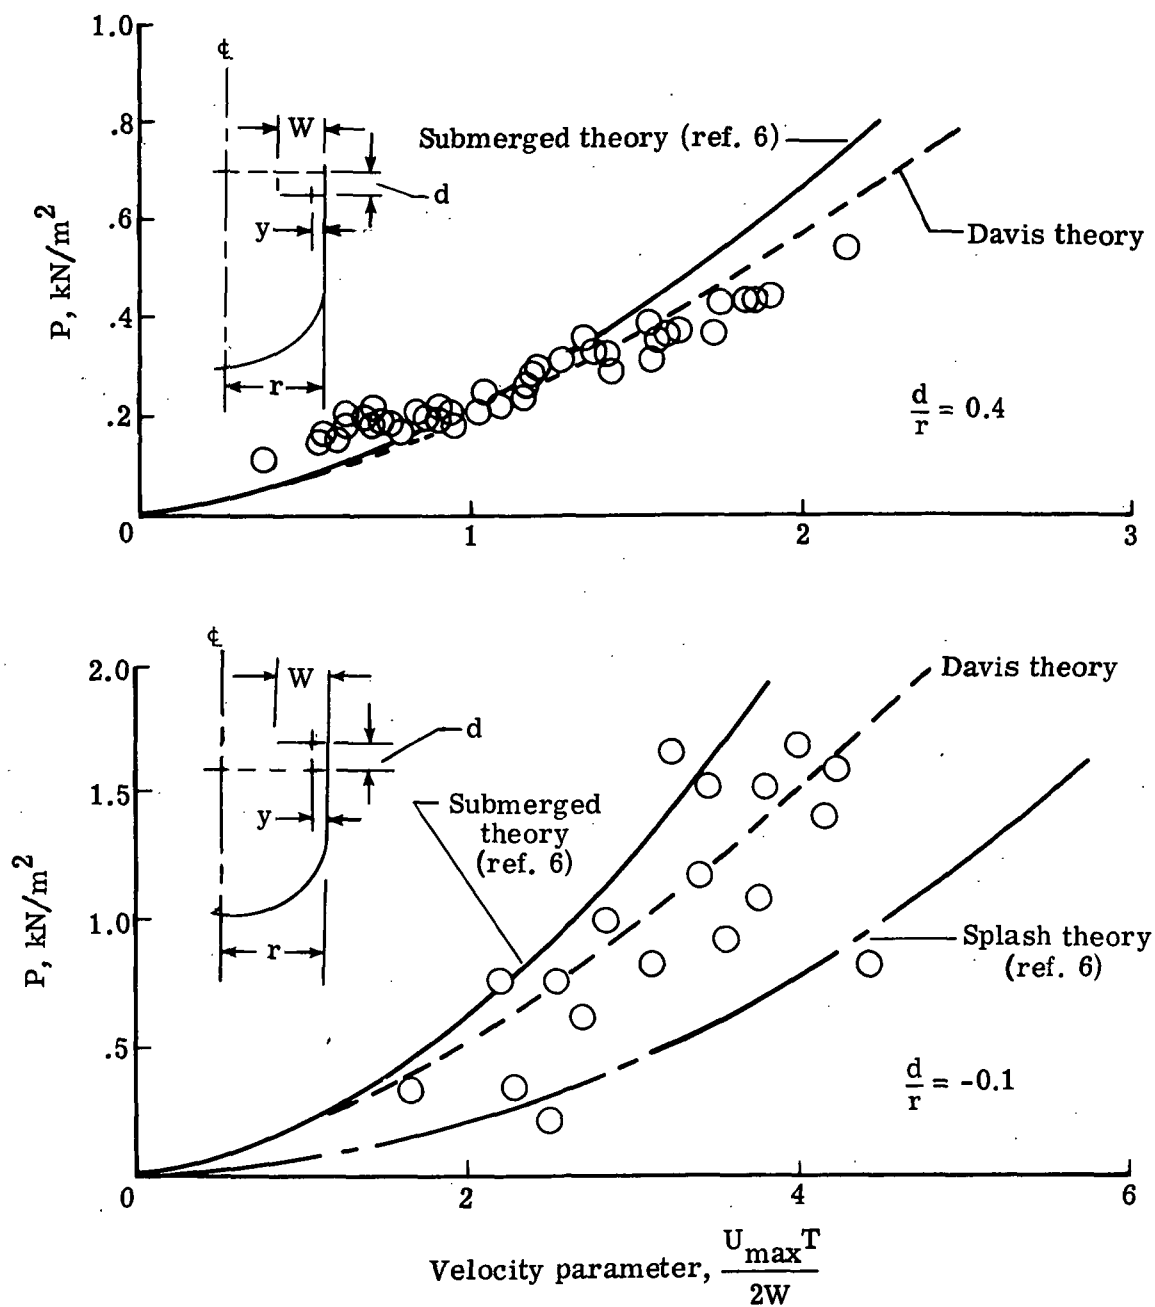 1.0
.8
.6
.4
.2
0
1
2
3
P, kN/m²
℄
W
d
y
r
Submerged theory (ref. 6)
Davis theory
d/r = 0.4
2.0
1.5
1.0
.5
0
2
4
6
P, kN/m²
℄
W
d
y
r
Submerged
theory
(ref. 6)
Davis theory
Splash theory
(ref. 6)
d/r = -0.1
Velocity parameter, UmaxT/2W